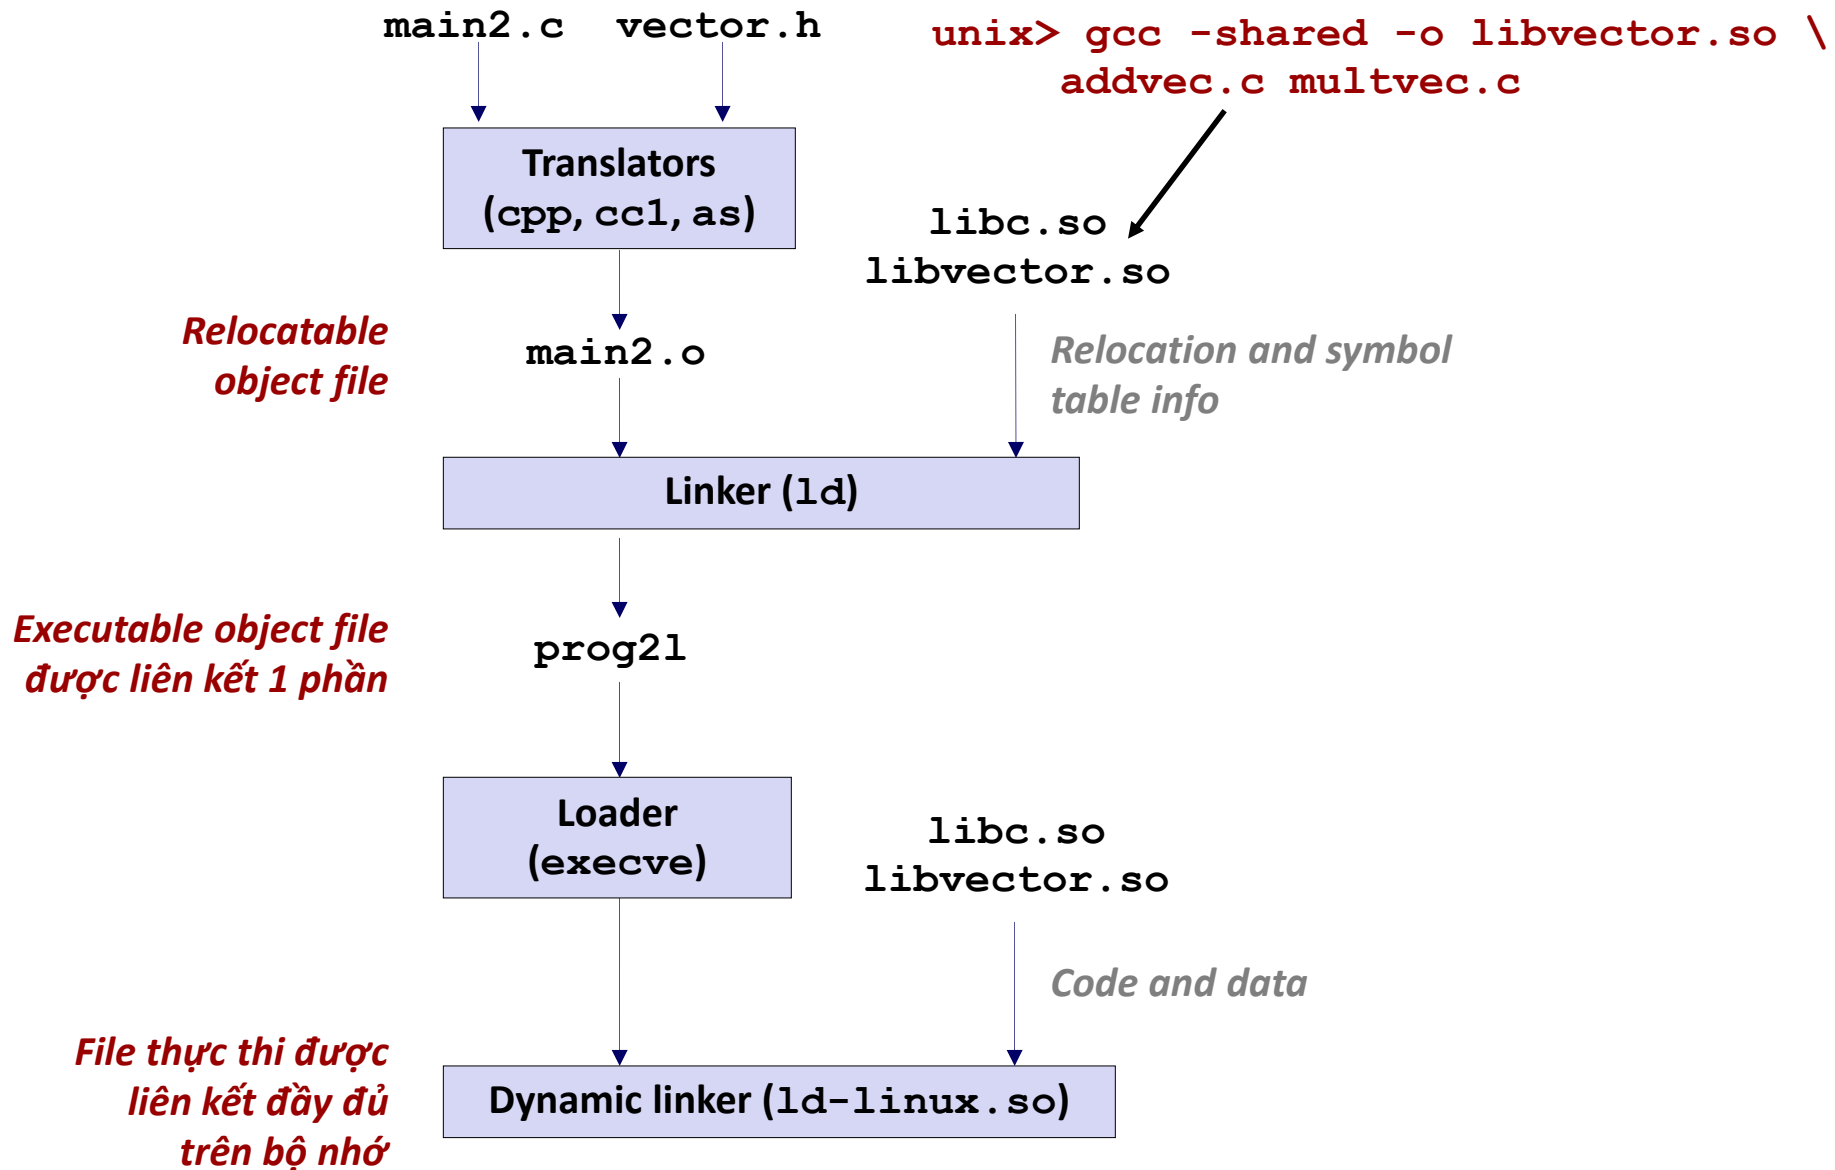 main2.c vector.h
unix> gcc -shared -o libvector.so \
addvec.c multvec.c
Translators
(cpp, cc1, as)
libc.so
libvector.so
Relocatable
object file
main2.o
Relocation and symbol
table info
Linker (ld)
Executable object file
được liên kết 1 phần
prog2l
Loader
(execve)
libc.so
libvector.so
Code and data
File thực thi được
liên kết đầy đủ
trên bộ nhớ
Dynamic linker (ld-linux.so)